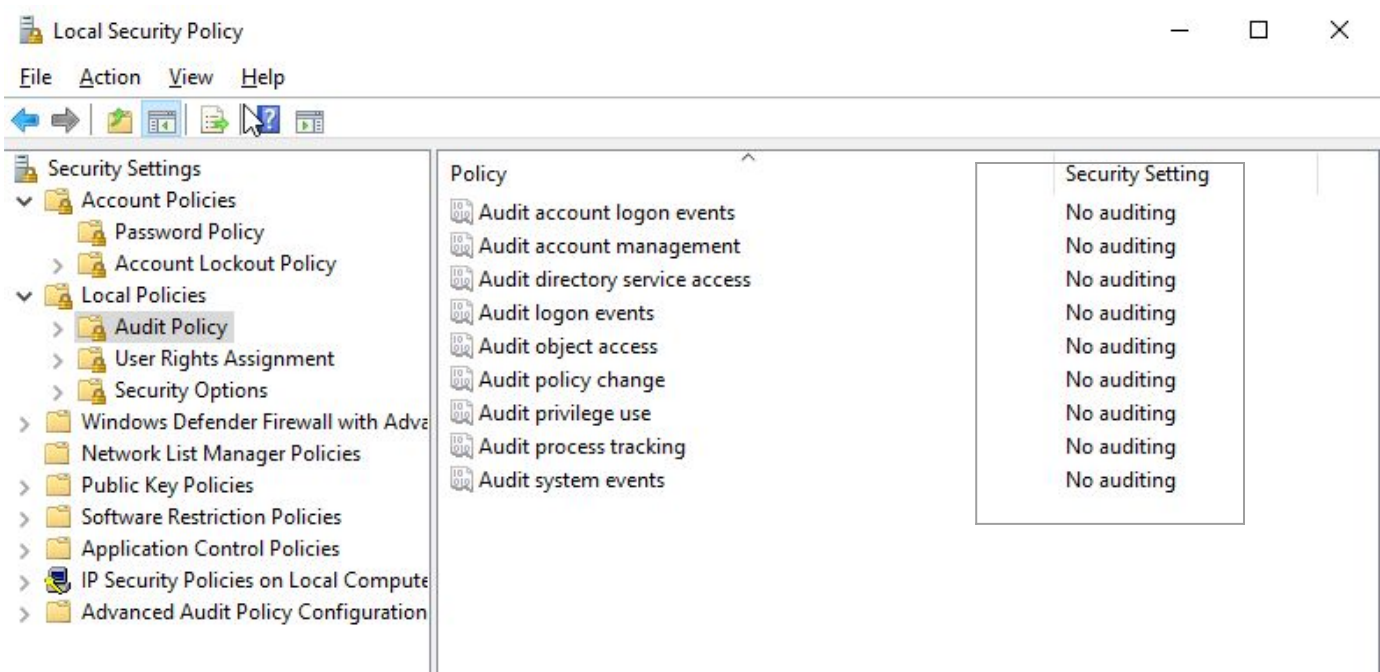 Local Security Policy
File Action View Help
Security Settings
Account Policies
Password Policy
Account Lockout Policy
Local Policies
Audit Policy
User Rights Assignment
Security Options
Windows Defender Firewall with Adva
Network List Manager Policies
Public Key Policies
Software Restriction Policies
Application Control Policies
IP Security Policies on Local Compute
Advanced Audit Policy Configuration
Policy Security Setting
Audit account logon events No auditing
Audit account management No auditing
Audit directory service access No auditing
Audit logon events No auditing
Audit object access No auditing
Audit policy change No auditing
Audit privilege use No auditing
Audit process tracking No auditing
Audit system events No auditing